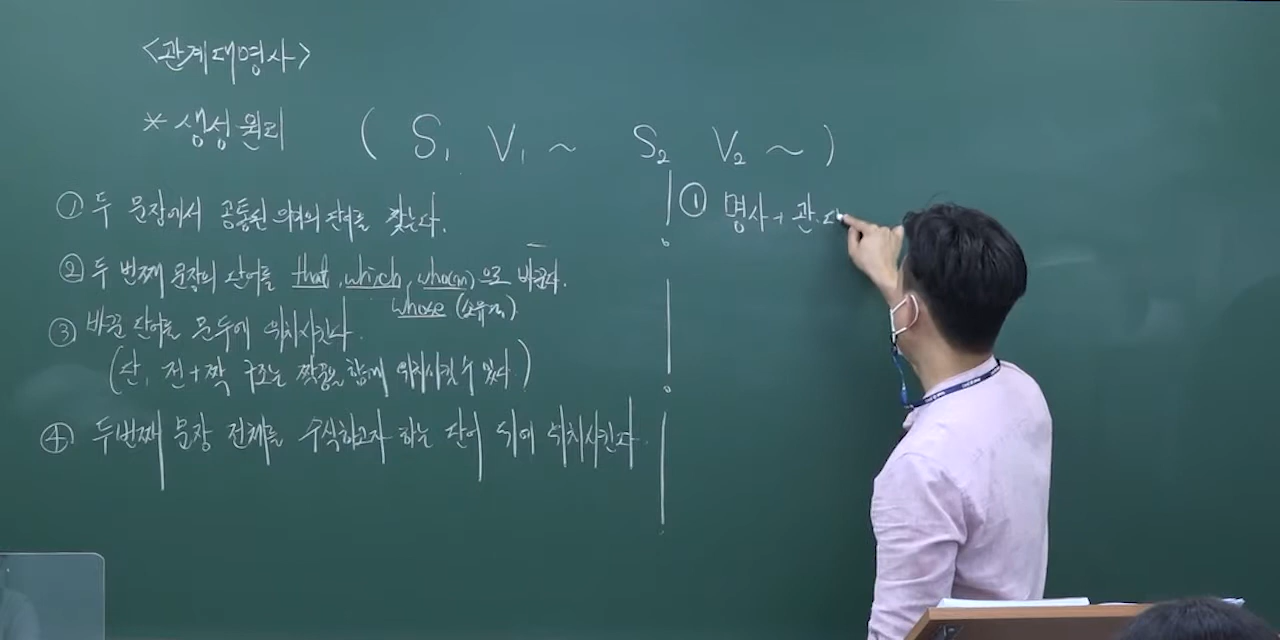 <관계대명사>
* 생성원리
( S₁ V₁ ~ S₂ V₂ ~ )
① 두 문장에서 공통된 의미의 단어를 찾는다.
② 두 번째 문장의 단어를 that, which, who(m) 으로 바꾼다.
whose (소유격)
③ 바꾼 단어를 문두에 위치시킨다.
(단, 전+짝 구조는 짝꿍을 함께 위치시킬 수 있다.)
④ 두번째 문장 전체를 수식하고자 하는 단어 뒤에 위치시킨다.
① 명사 + 관.대